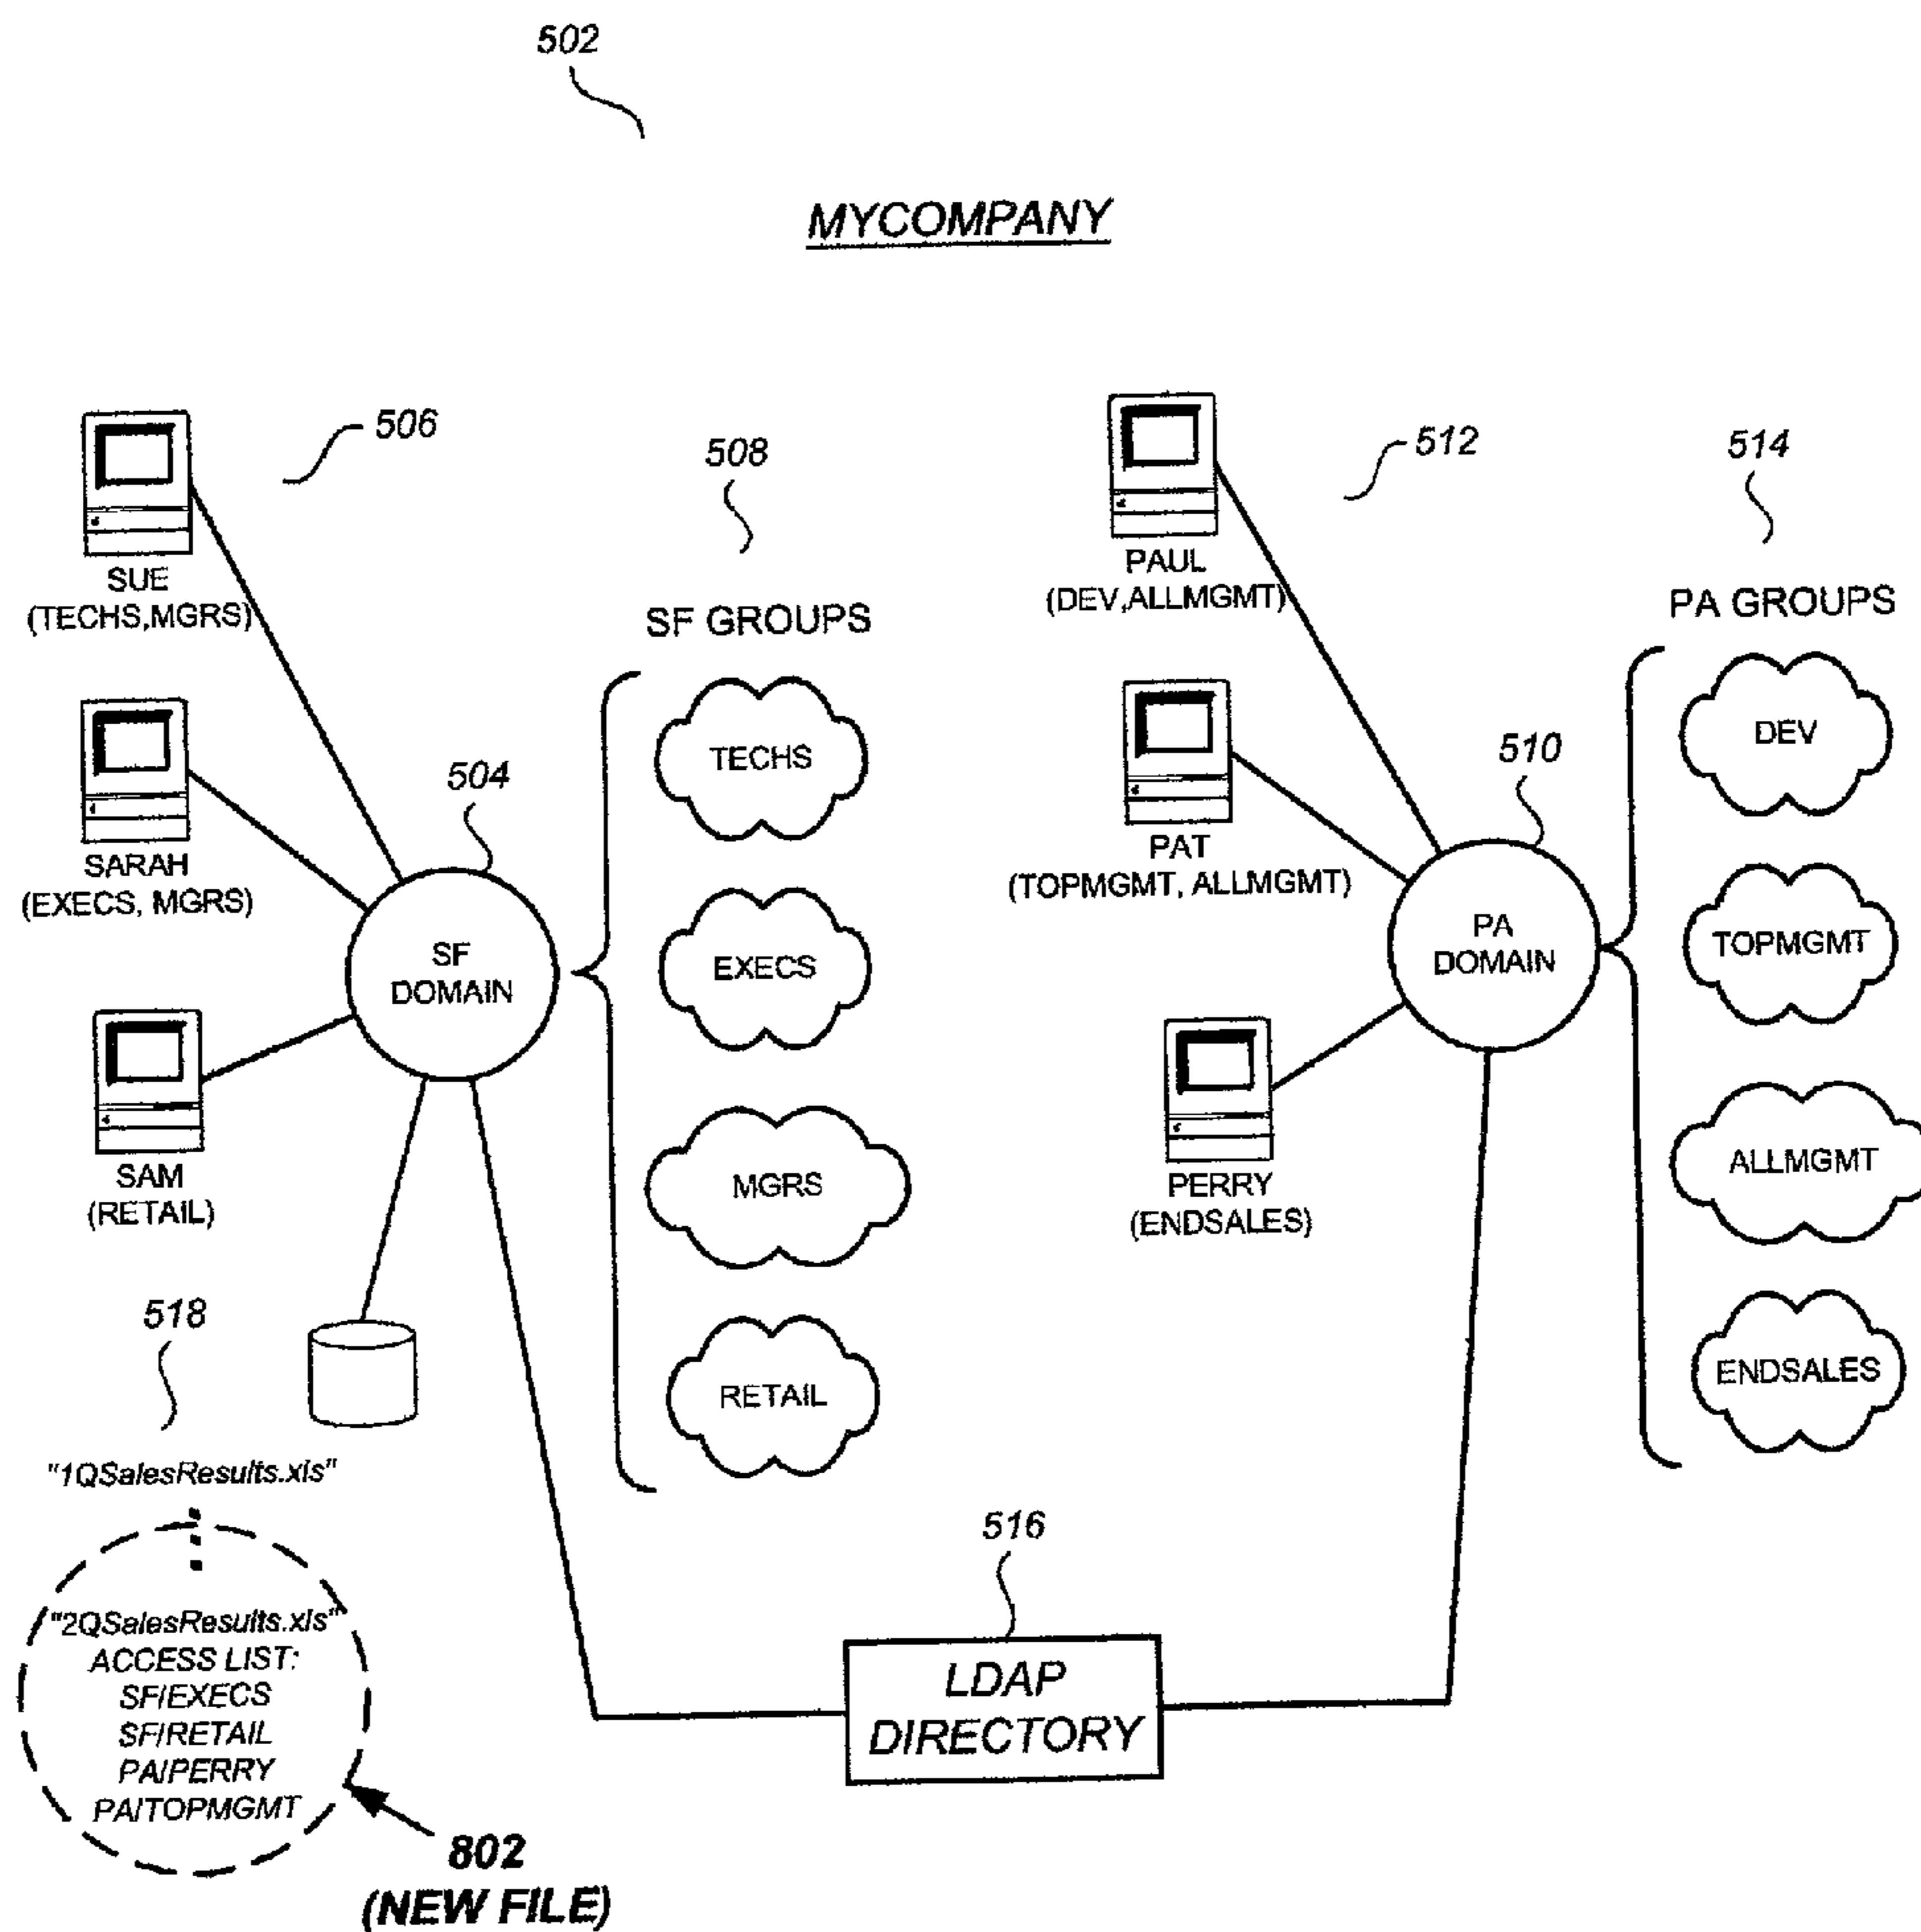 502
MYCOMPANY
506
508
512
514
SUE
(TECHS,MGRS)
SF GROUPS
PAUL
(DEV,ALLMGMT)
PA GROUPS
TECHS
DEV
SARAH
(EXECS, MGRS)
504
PAT
(TOPMGMT, ALLMGMT)
510
SF
DOMAIN
EXECS
PA
DOMAIN
TOPMGMT
SAM
(RETAIL)
MGRS
PERRY
(ENDSALES)
ALLMGMT
518
RETAIL
ENDSALES
"1QSalesResults.xls"
516
"2QSalesResults.xls"
ACCESS LIST:
SF/EXECS
SF/RETAIL
PA/PERRY
PA/TOPMGMT
LDAP
DIRECTORY
802
(NEW FILE)